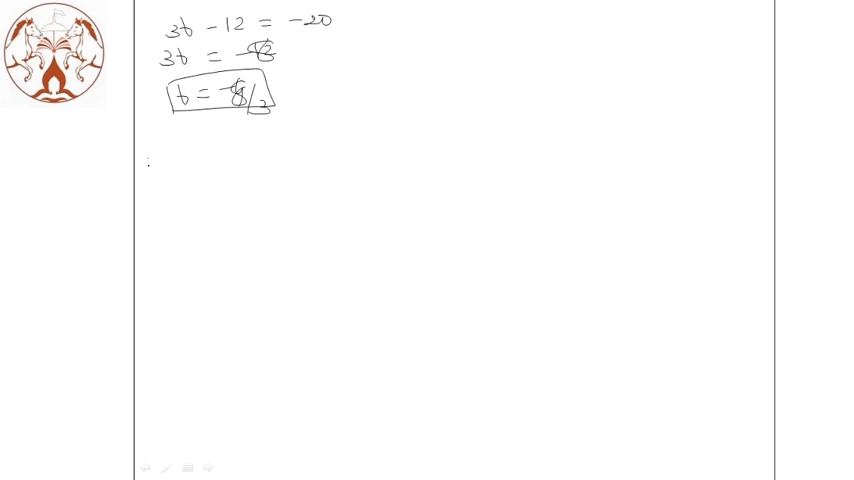 3t - 12 = -20
3t = -8
t = -8/3